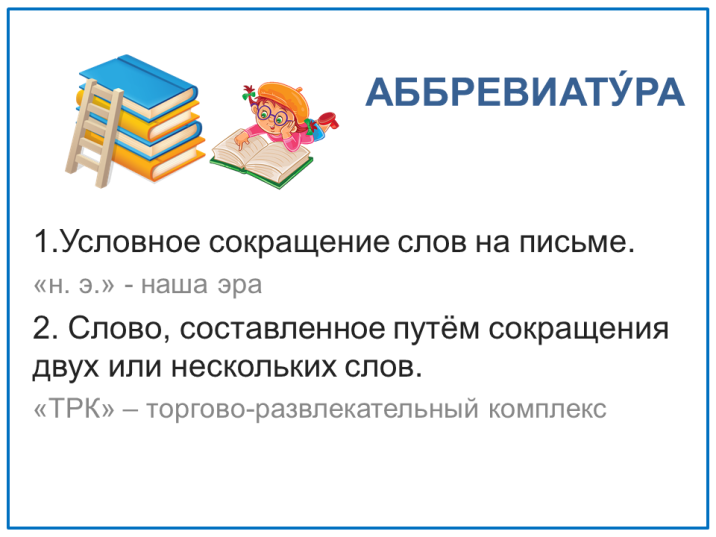 АББРЕВИАТУ́РА
1.Условное сокращение слов на письме.
«н. э.» - наша эра
2. Слово, составленное путём сокращения
двух или нескольких слов.
«ТРК» – торгово-развлекательный комплекс